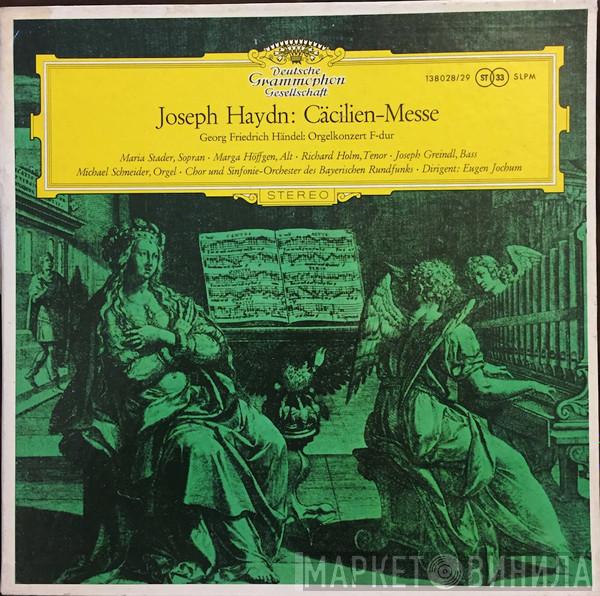 Deutsche
Grammophon
Gesellschaft
138028/29 ST 33 SLPM
Joseph Haydn: Cäcilien-Messe
Georg Friedrich Händel: Orgelkonzert F-dur
Maria Stader, Sopran · Marga Höffgen, Alt · Richard Holm, Tenor · Joseph Greindl, Bass
Michael Schneider, Orgel · Chor und Sinfonie-Orchester des Bayerischen Rundfunks · Dirigent: Eugen Jochum
STEREO
МАРКЕТ ВИНИЛА